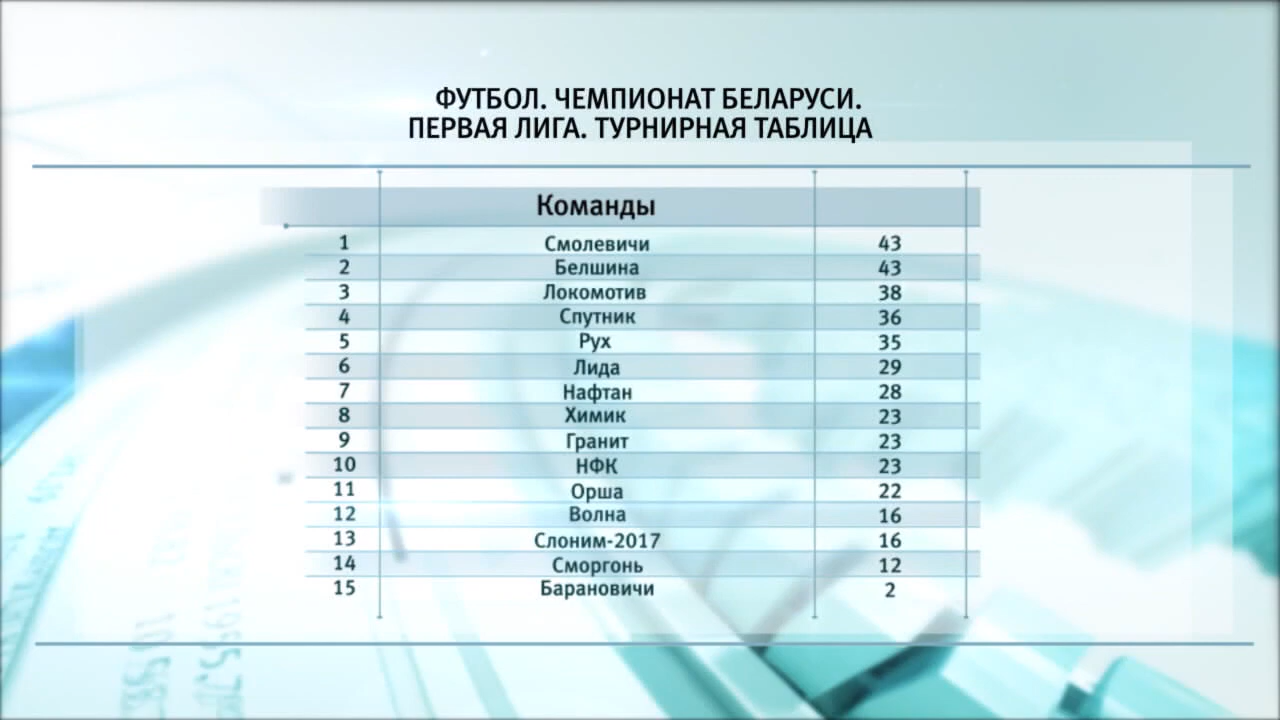 ФУТБОЛ. ЧЕМПИОНАТ БЕЛАРУСИ.
ПЕРВАЯ ЛИГА. ТУРНИРНАЯ ТАБЛИЦА
Команды
1 Смолевичи 43
2 Белшина 43
3 Локомотив 38
4 Спутник 36
5 Рух 35
6 Лида 29
7 Нафтан 28
8 Химик 23
9 Гранит 23
10 НФК 23
11 Орша 22
12 Волна 16
13 Слоним-2017 16
14 Сморгонь 12
15 Барановичи 2